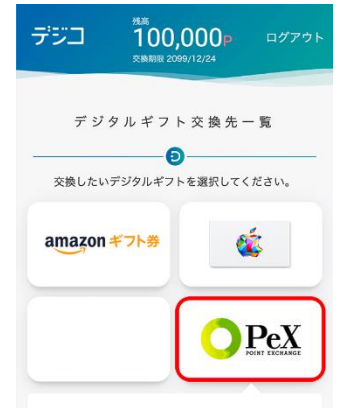 デジコ
残高
100,000P
交換期限 2099/12/24
ログアウト
デジタルギフト交換先一覧
交換したいデジタルギフトを選択してください。
amazon ギフト券
PeX
POINT EXCHANGE